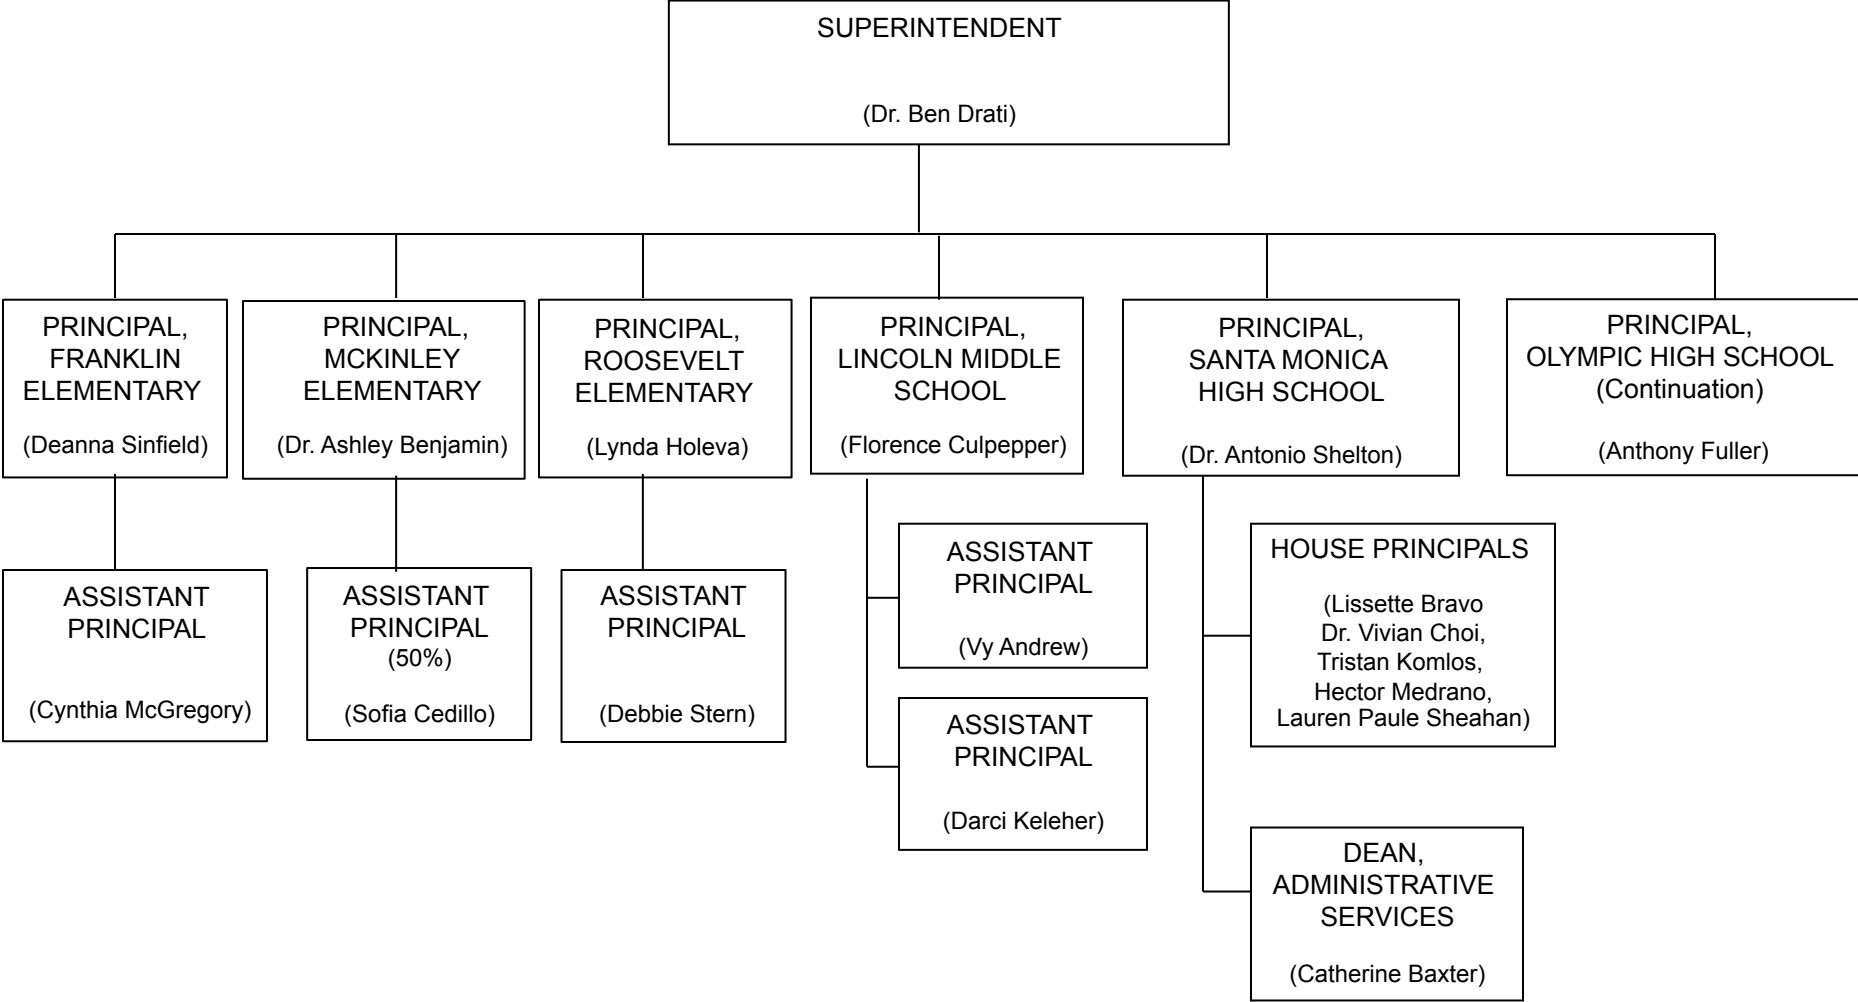 SUPERINTENDENT
(Dr. Ben Drati)
PRINCIPAL,
FRANKLIN
ELEMENTARY
(Deanna Sinfield)
PRINCIPAL,
MCKINLEY
ELEMENTARY
(Dr. Ashley Benjamin)
PRINCIPAL,
ROOSEVELT
ELEMENTARY
(Lynda Holeva)
PRINCIPAL,
LINCOLN MIDDLE
SCHOOL
(Florence Culpepper)
PRINCIPAL,
SANTA MONICA
HIGH SCHOOL
(Dr. Antonio Shelton)
PRINCIPAL,
OLYMPIC HIGH SCHOOL
(Continuation)
(Anthony Fuller)
ASSISTANT
PRINCIPAL
(Cynthia McGregory)
ASSISTANT
PRINCIPAL
(50%)
(Sofia Cedillo)
ASSISTANT
PRINCIPAL
(Debbie Stern)
ASSISTANT
PRINCIPAL
(Vy Andrew)
ASSISTANT
PRINCIPAL
(Darci Keleher)
HOUSE PRINCIPALS
(Lissette Bravo
Dr. Vivian Choi,
Tristan Komlos,
Hector Medrano,
Lauren Paule Sheahan)
DEAN,
ADMINISTRATIVE
SERVICES
(Catherine Baxter)